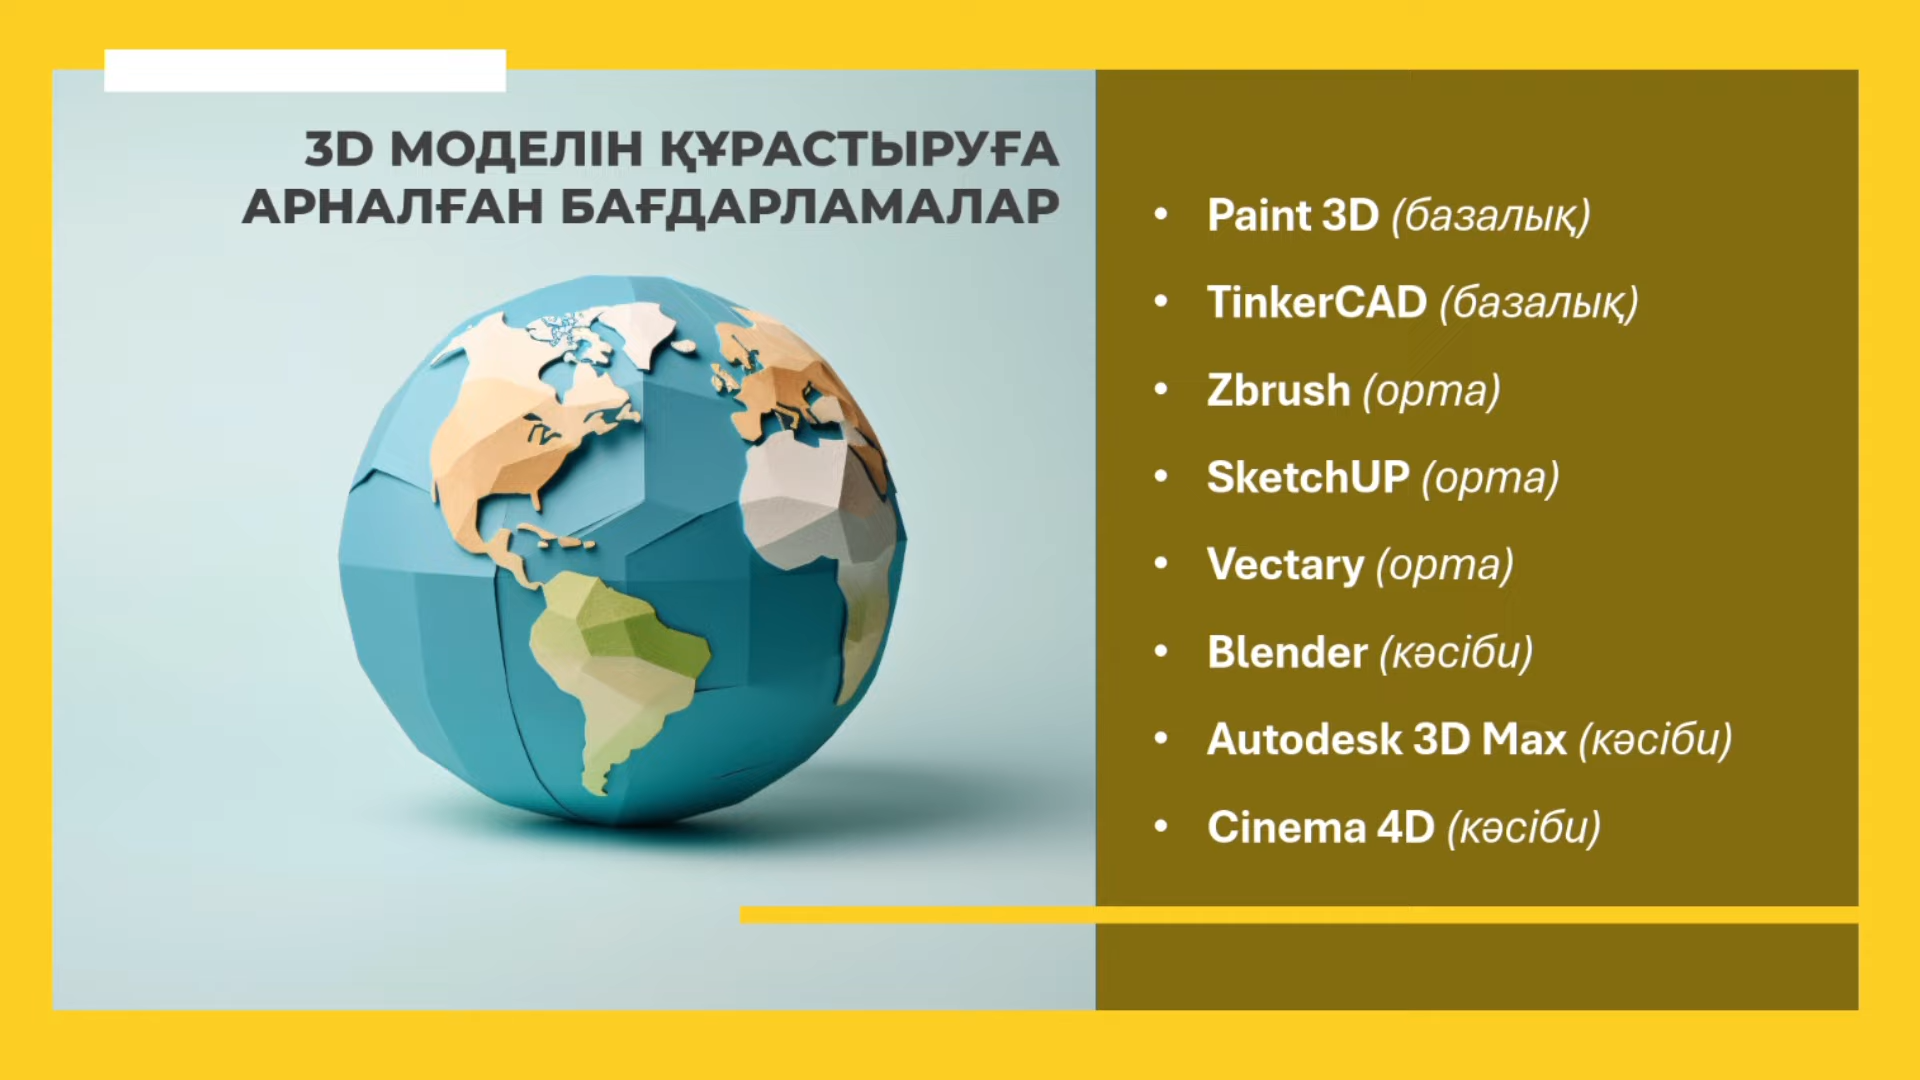 3D МОДЕЛІН ҚҰРАСТЫРУҒА
АРНАЛҒАН БАҒДАРЛАМАЛАР
• Paint 3D (базалық)
• TinkerCAD (базалық)
• Zbrush (орта)
• SketchUP (орта)
• Vectary (орта)
• Blender (кәсіби)
• Autodesk 3D Max (кәсіби)
• Cinema 4D (кәсіби)